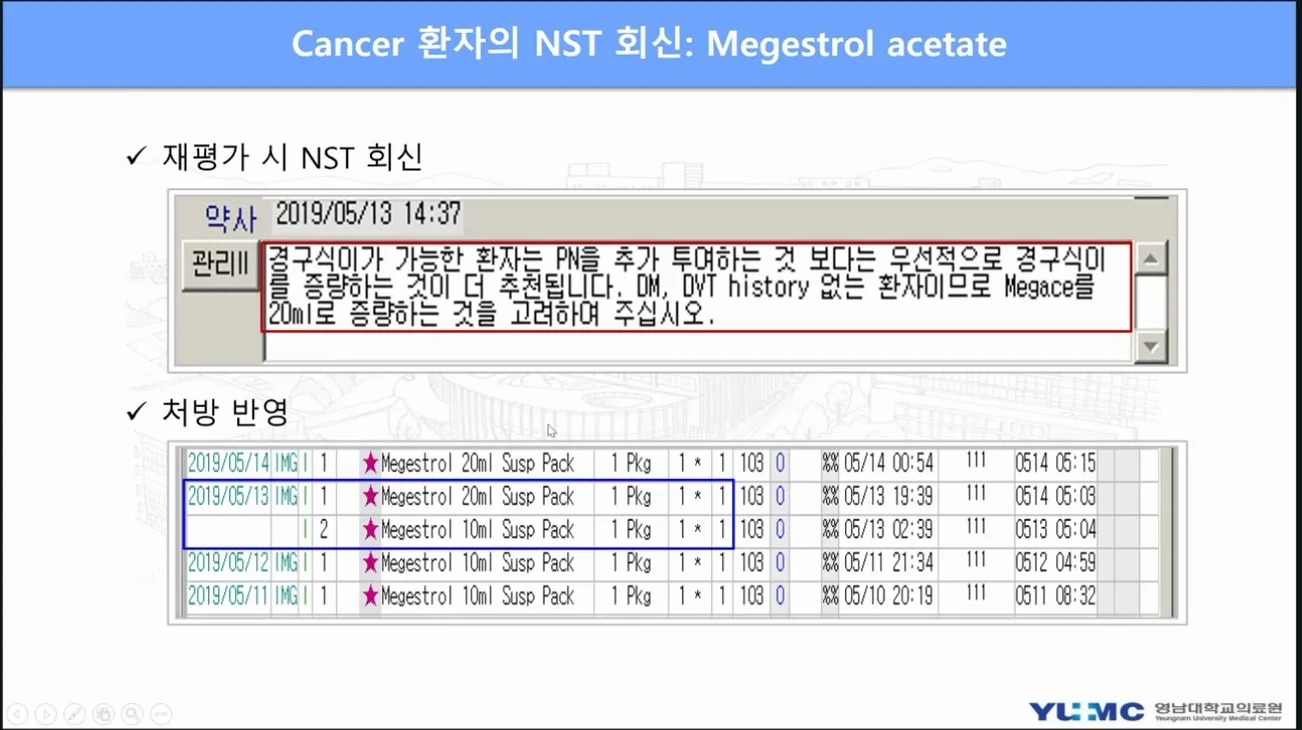 Cancer 환자의 NST 회신: Megestrol acetate
✓ 재평가 시 NST 회신
약사 2019/05/13 14:37
관리II
경구식이가 가능한 환자는 PN을 추가 투여하는 것 보다는 우선적으로 경구식이
를 증량하는 것이 더 추천됩니다. DM, DVT history 없는 환자이므로 Megace를
20ml로 증량하는 것을 고려하여 주십시오.
✓ 처방 반영
2019/05/14 IMG I 1 ★Megestrol 20ml Susp Pack 1 Pkg 1 * 1 103 0 %% 05/14 00:54 111 0514 05:15
2019/05/13 IMG I 1 ★Megestrol 20ml Susp Pack 1 Pkg 1 * 1 103 0 %% 05/13 19:39 111 0514 05:03
I 2 ★Megestrol 10ml Susp Pack 1 Pkg 1 * 1 103 0 %% 05/13 02:39 111 0513 05:04
2019/05/12 IMG I 1 ★Megestrol 10ml Susp Pack 1 Pkg 1 * 1 103 0 %% 05/11 21:34 111 0512 04:59
2019/05/11 IMG I 1 ★Megestrol 10ml Susp Pack 1 Pkg 1 * 1 103 0 %% 05/10 20:19 111 0511 08:32
YUMC 영남대학교의료원
Yeungnam University Medical Center